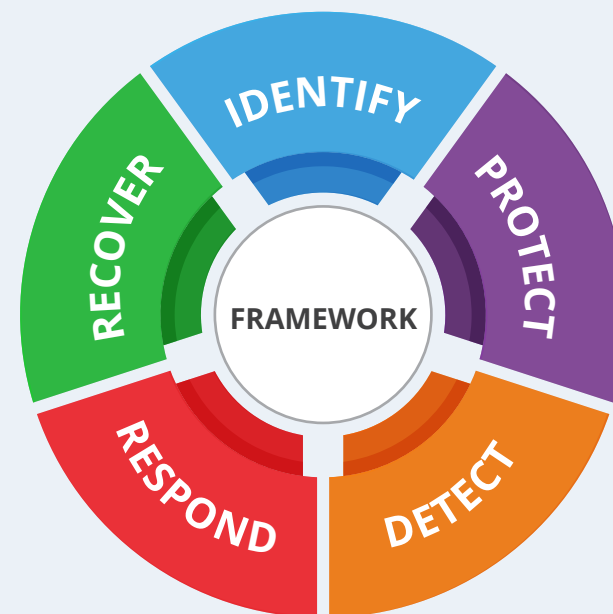 IDENTIFY
PROTECT
DETECT
RESPOND
RECOVER
FRAMEWORK